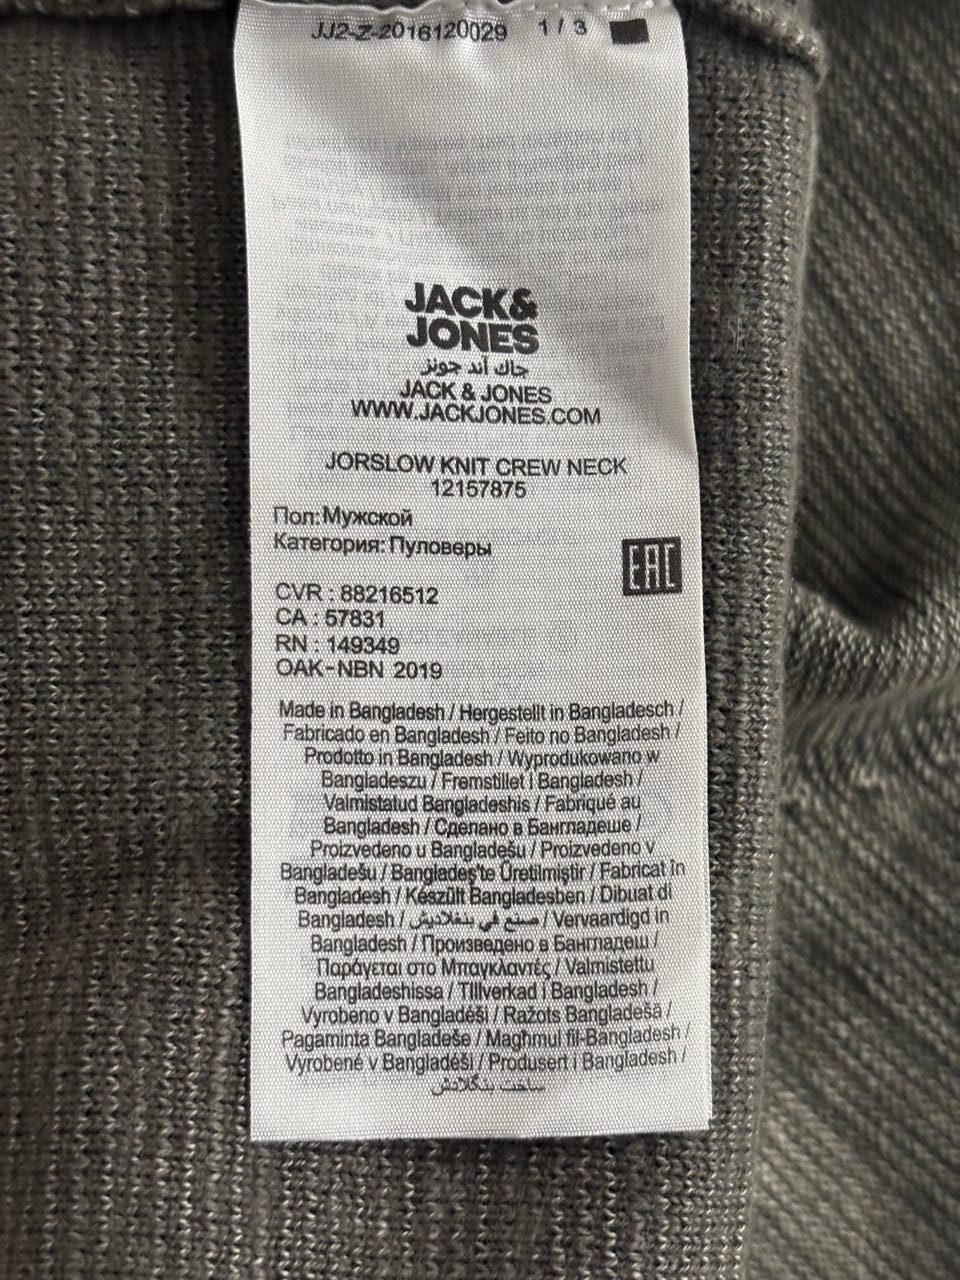 JJ2-Z-2016120029 1 / 3
JACK&
JONES
جاك أند جونز
JACK & JONES
WWW.JACKJONES.COM
JORSLOW KNIT CREW NECK
12157875
Пол:Мужской
Категория:Пуловеры
EAC
CVR : 88216512
CA : 57831
RN : 149349
OAK-NBN 2019
Made in Bangladesh / Hergestellt in Bangladesch /
Fabricado en Bangladesh / Feito no Bangladesh /
Prodotto in Bangladesh / Wyprodukowano w
Bangladeszu / Fremstillet i Bangladesh /
Valmistatud Bangladeshis / Fabriqué au
Bangladesh / Сделано в Бангладеше /
Proizvedeno u Bangladešu / Proizvedeno v
Bangladešu / Bangladeş'te Üretilmiştir / Fabricat în
Bangladesh / Készült Bangladesben / Dibuat di
Bangladesh / صنع في بنغلاديش / Vervaardigd in
Bangladesh / Произведено в Бангладеш /
Παράγεται στο Μπαγκλαντές / Valmistettu
Bangladeshissa / Tillverkad i Bangladesh /
Vyrobeno v Bangladéši / Ražots Bangladešā /
Pagaminta Bangladeše / Magħmul fil-Bangladesh /
Vyrobené v Bangladéši / Produsert i Bangladesh /
ساخت بنگلادش